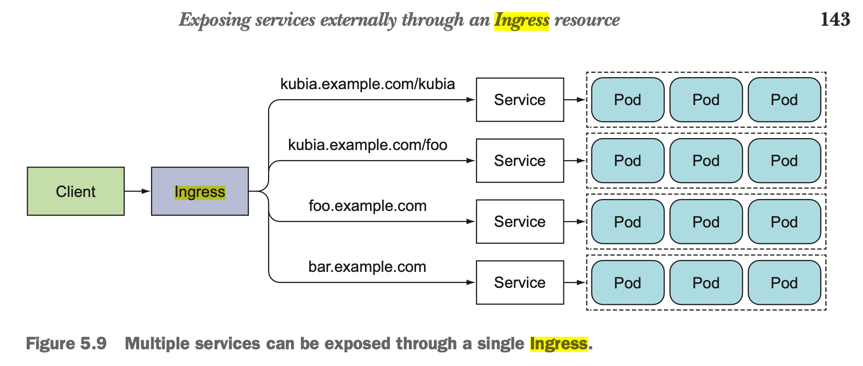 Exposing services externally through an Ingress resource 143
kubia.example.com/kubia
Service
Pod Pod Pod
kubia.example.com/foo
Service
Pod Pod Pod
Client
Ingress
foo.example.com
Service
Pod Pod Pod
bar.example.com
Service
Pod Pod Pod
Figure 5.9 Multiple services can be exposed through a single Ingress.